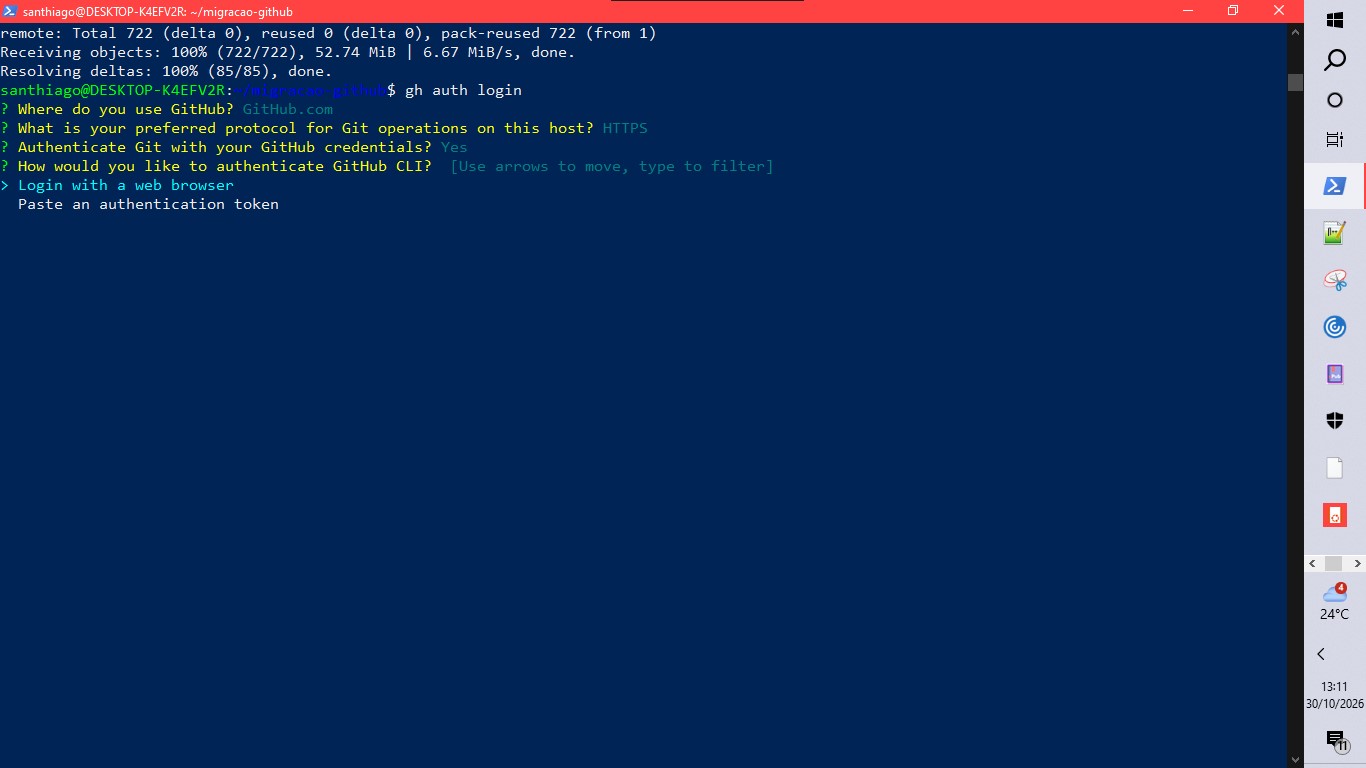 santhiago@DESKTOP-K4EFV2R: ~/migracao-github
remote: Total 722 (delta 0), reused 0 (delta 0), pack-reused 722 (from 1)
Receiving objects: 100% (722/722), 52.74 MiB | 6.67 MiB/s, done.
Resolving deltas: 100% (85/85), done.
santhiago@DESKTOP-K4EFV2R:~/migracao-github$ gh auth login
? Where do you use GitHub? GitHub.com
? What is your preferred protocol for Git operations on this host? HTTPS
? Authenticate Git with your GitHub credentials? Yes
? How would you like to authenticate GitHub CLI?  [Use arrows to move, type to filter]
> Login with a web browser
  Paste an authentication token
4
24°C
13:11
30/10/2026
11